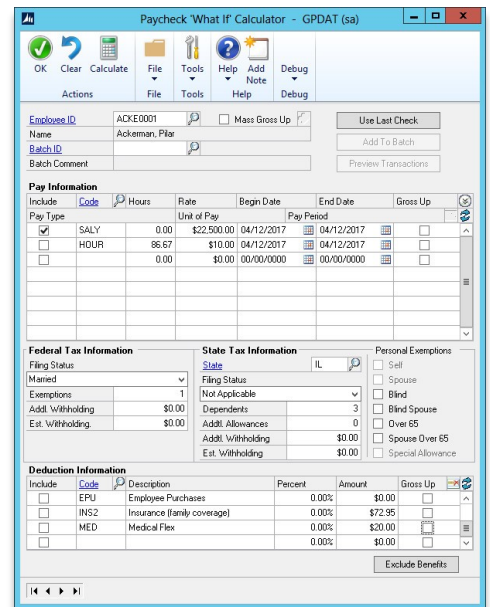 Paycheck 'What If' Calculator - GPDAT (sa)
OK Clear Calculate File Tools Help Add Note Debug
Actions File Tools Help Debug
Employee ID ACKE0001 Mass Gross Up Use Last Check
Name Ackerman, Pilar Add To Batch
Batch ID
Batch Comment Preview Transactions
Pay Information
Include Code Hours Rate Begin Date End Date Gross Up
Pay Type Unit of Pay Pay Period
SALY 0.00 $22,500.00 04/12/2017 04/12/2017
HOUR 86.67 $10.00 04/12/2017 04/12/2017
0.00 $0.00 00/00/0000 00/00/0000
Federal Tax Information State Tax Information Personal Exemptions
Filing Status State IL Self
Married Filing Status Spouse
Exemptions 1 Not Applicable Blind
Addl. Withholding $0.00 Dependents 3 Blind Spouse
Est. Withholding. $0.00 Addtl. Allowances 0 Over 65
Addtl. Withholding $0.00 Spouse Over 65
Est. Withholding $0.00 Special Allowance
Deduction Information
Include Code Description Percent Amount Gross Up
EPU Employee Purchases 0.00% $0.00
INS2 Insurance (family coverage) 0.00% $72.95
MED Medical Flex 0.00% $20.00
0.00% $0.00
Exclude Benefits